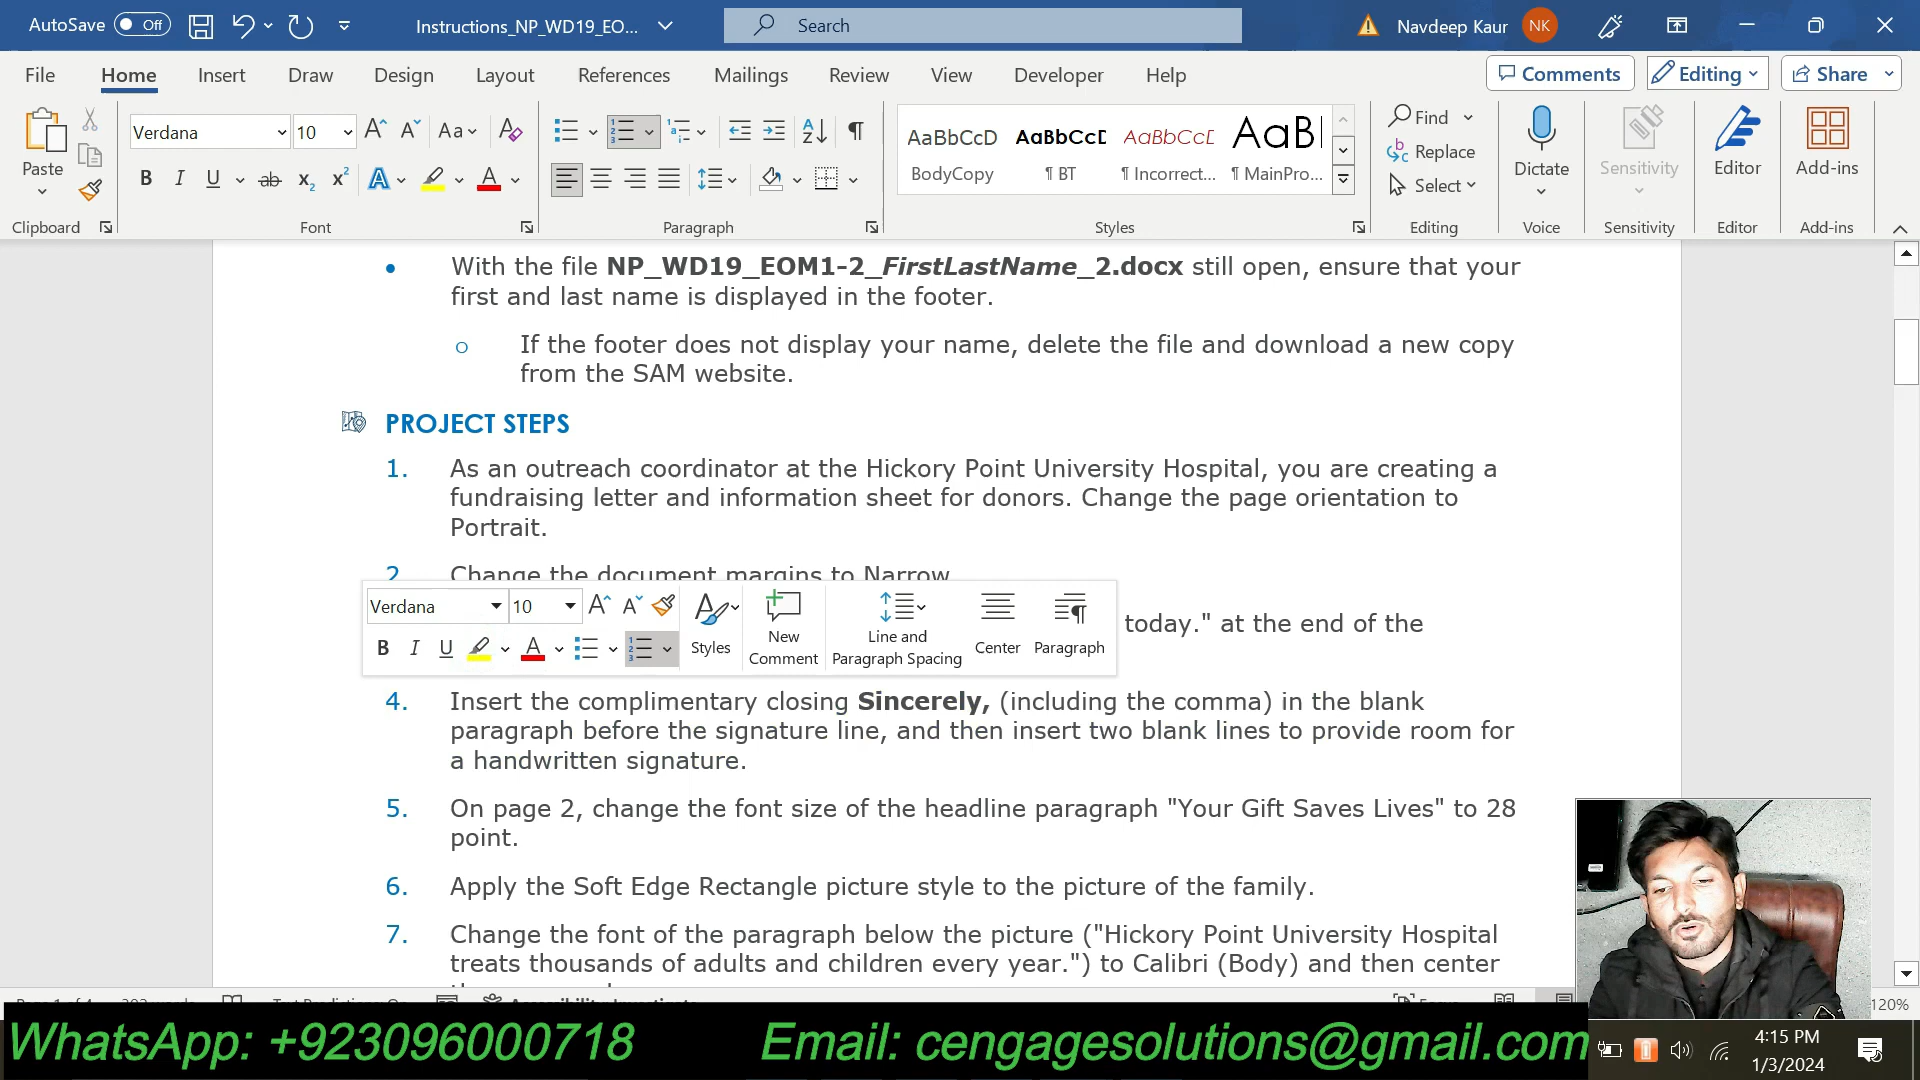 AutoSave Off Instructions_NP_WD19_EO... Search Navdeep Kaur NK
File Home Insert Draw Design Layout References Mailings Review View Developer Help Comments Editing Share
Paste
Verdana 10 Aa
AaBbCcD AaBbCcD AaBbCcD AaB
BodyCopy ¶ BT ¶ Incorrect... ¶ MainPro...
Find
Replace
Select
Dictate
Sensitivity
Editor
Add-ins
Clipboard Font Paragraph Styles Editing Voice Sensitivity Editor Add-ins
• With the file NP_WD19_EOM1-2_FirstLastName_2.docx still open, ensure that your
first and last name is displayed in the footer.
o If the footer does not display your name, delete the file and download a new copy
from the SAM website.
PROJECT STEPS
1. As an outreach coordinator at the Hickory Point University Hospital, you are creating a
fundraising letter and information sheet for donors. Change the page orientation to
Portrait.
2. Change the document margins to Narrow.
Verdana 10
B I U
Styles
New
Comment
Line and
Paragraph Spacing
Center
Paragraph
today." at the end of the
4. Insert the complimentary closing Sincerely, (including the comma) in the blank
paragraph before the signature line, and then insert two blank lines to provide room for
a handwritten signature.
5. On page 2, change the font size of the headline paragraph "Your Gift Saves Lives" to 28
point.
6. Apply the Soft Edge Rectangle picture style to the picture of the family.
7. Change the font of the paragraph below the picture ("Hickory Point University Hospital
treats thousands of adults and children every year.") to Calibri (Body) and then center
120%
WhatsApp: +923096000718 Email: cengagesolutions@gmail.com
4:15 PM
1/3/2024